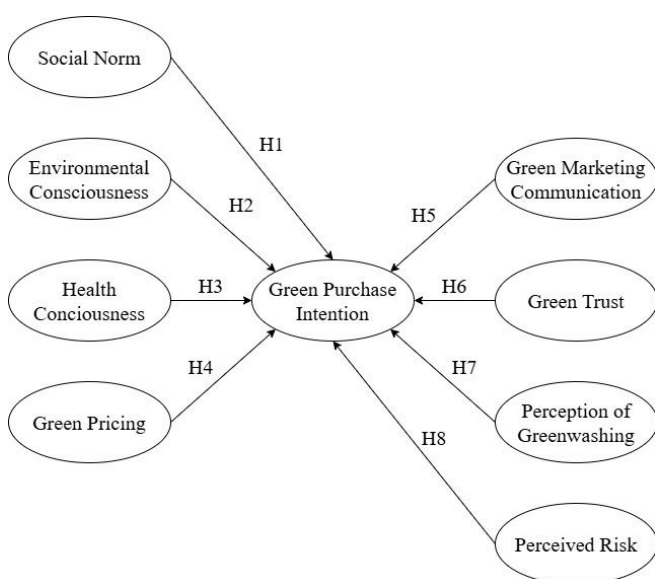 Social Norm
H1
Environmental
Consciousness
H2
Health
Conciousness
H3
Green Pricing
H4
Green Purchase
Intention
Green Marketing
Communication
H5
Green Trust
H6
Perception of
Greenwashing
H7
Perceived Risk
H8